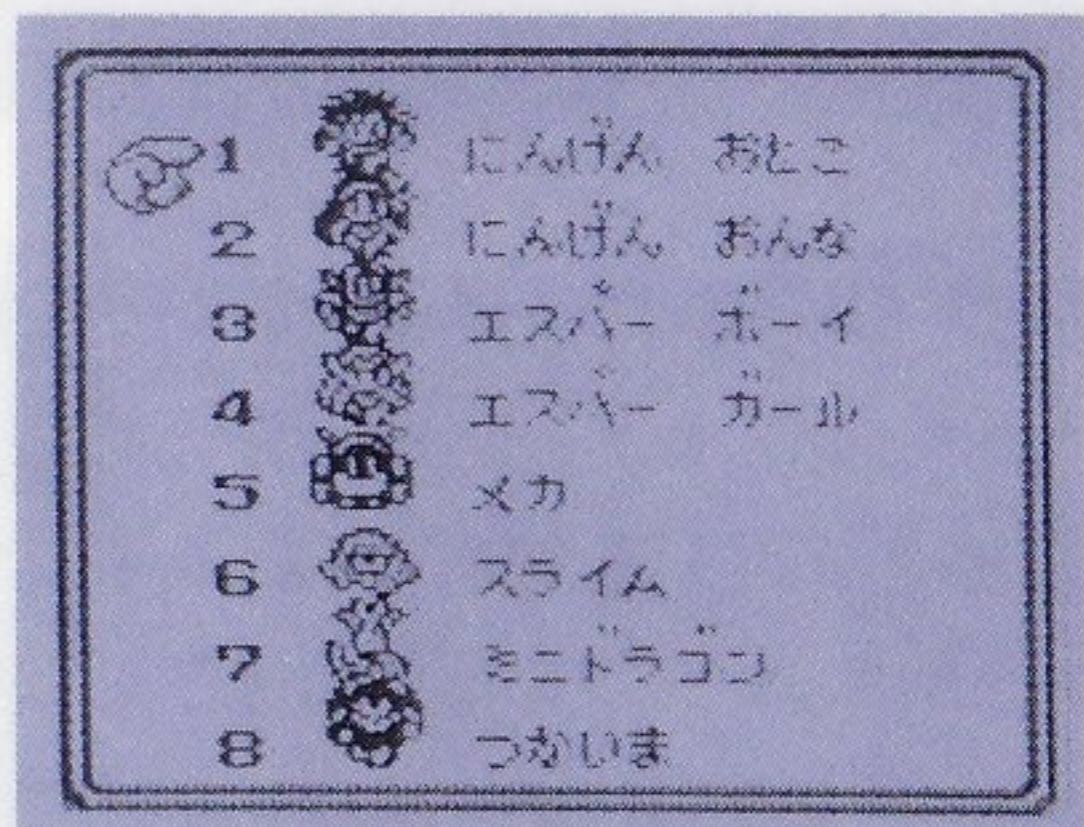 1 にんげん おとこ
2 にんげん おんな
3 エスパー ボーイ
4 エスパー ガール
5 メカ
6 スライム
7 ミニドラゴン
8 つかいま